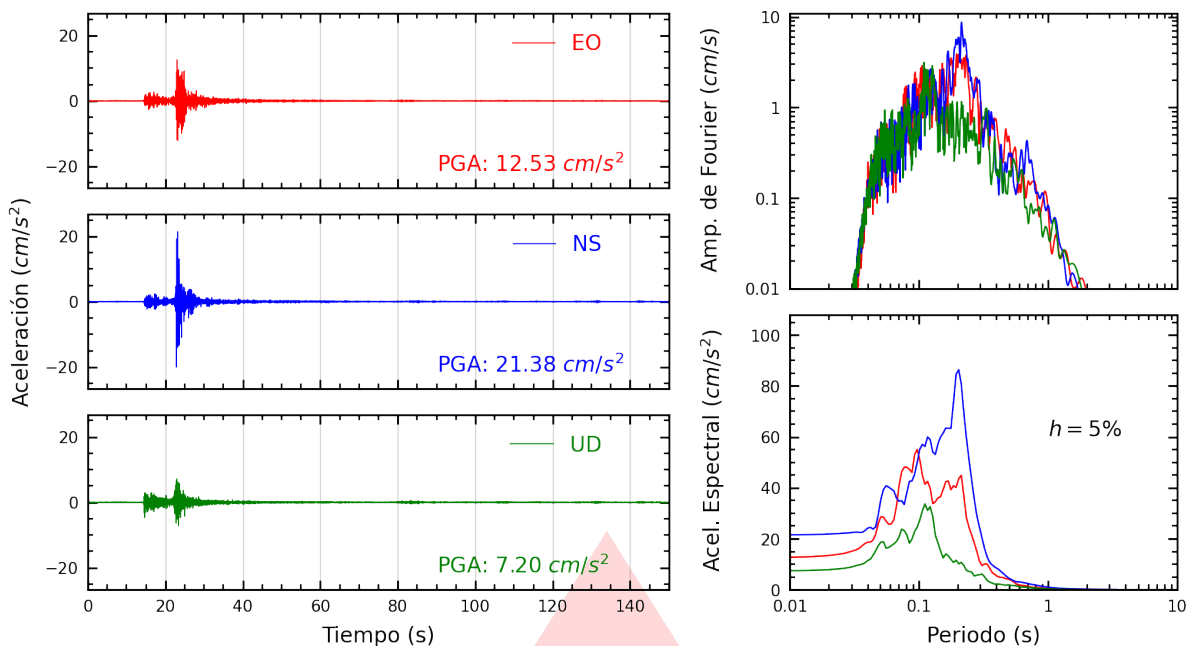 Aceleración (cm/s²)
20
0
−20
EO
PGA: 12.53 cm/s²
20
0
−20
NS
PGA: 21.38 cm/s²
20
0
−20
UD
PGA: 7.20 cm/s²
0 20 40 60 80 100 120 140
Tiempo (s)
Amp. de Fourier (cm/s)
10
1
0.1
0.01
Acel. Espectral (cm/s²)
100
80
60
40
20
0
h = 5%
0.01 0.1 1 10
Periodo (s)